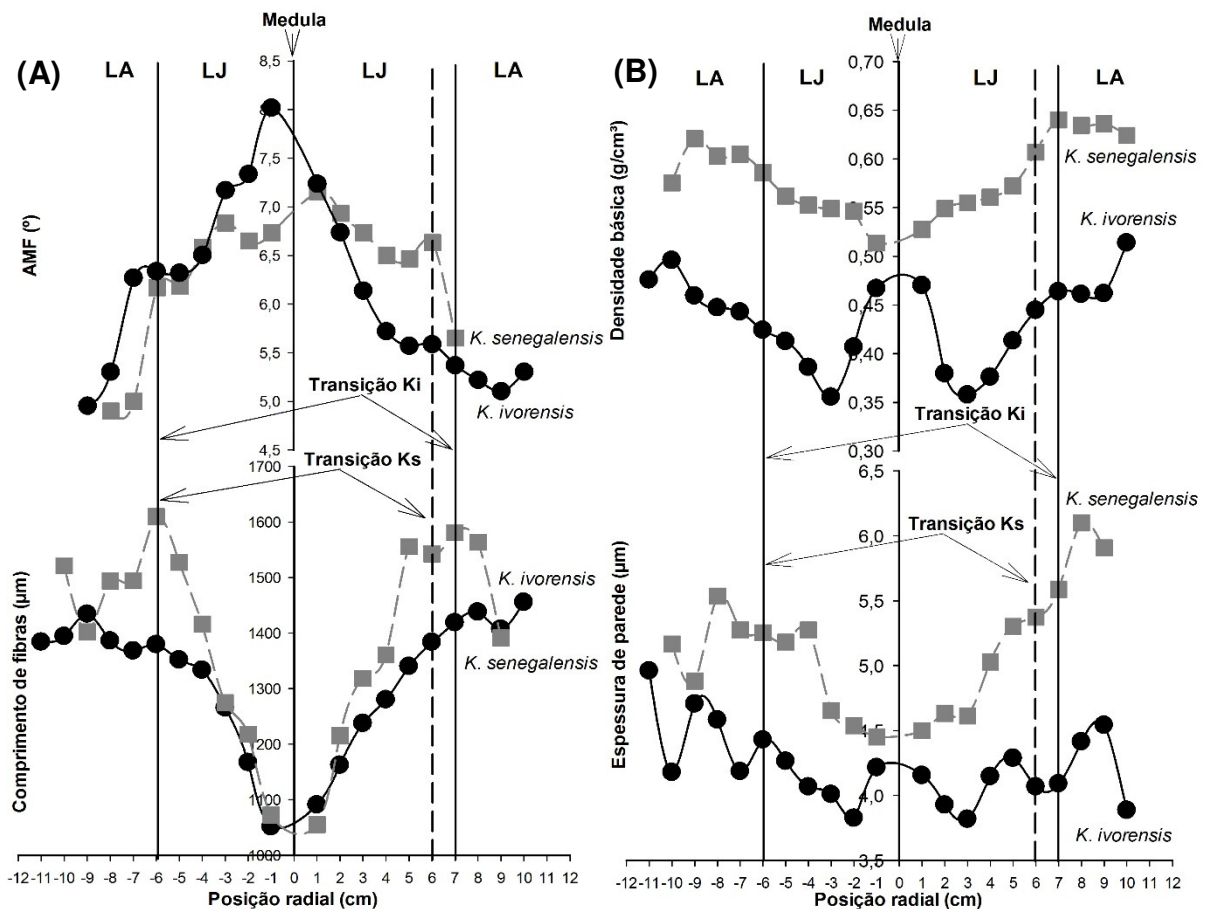 Medula
(A)
LA
LJ
LJ
LA
8,5
8,0
7,5
7,0
6,5
6,0
5,5
5,0
4,5
AMF (º)
K. senegalensis
K. ivorensis
Transição Ki
Transição Ks
1700
1600
1500
1400
1300
1200
1100
1000
Comprimento de fibras (µm)
K. ivorensis
K. senegalensis
-12 -11 -10 -9 -8 -7 -6 -5 -4 -3 -2 -1 0 1 2 3 4 5 6 7 8 9 10 11 12
Posição radial (cm)
Medula
(B)
LA
LJ
LJ
LA
0,70
0,65
0,60
0,55
0,50
0,45
0,40
0,35
0,30
Densidade básica (g/cm³)
K. senegalensis
K. ivorensis
Transição Ki
Transição Ks
6,5
6,0
5,5
5,0
4,5
4,0
3,5
Espessura de parede (µm)
K. senegalensis
K. ivorensis
-12 -11 -10 -9 -8 -7 -6 -5 -4 -3 -2 -1 0 1 2 3 4 5 6 7 8 9 10 11 12
Posição radial (cm)